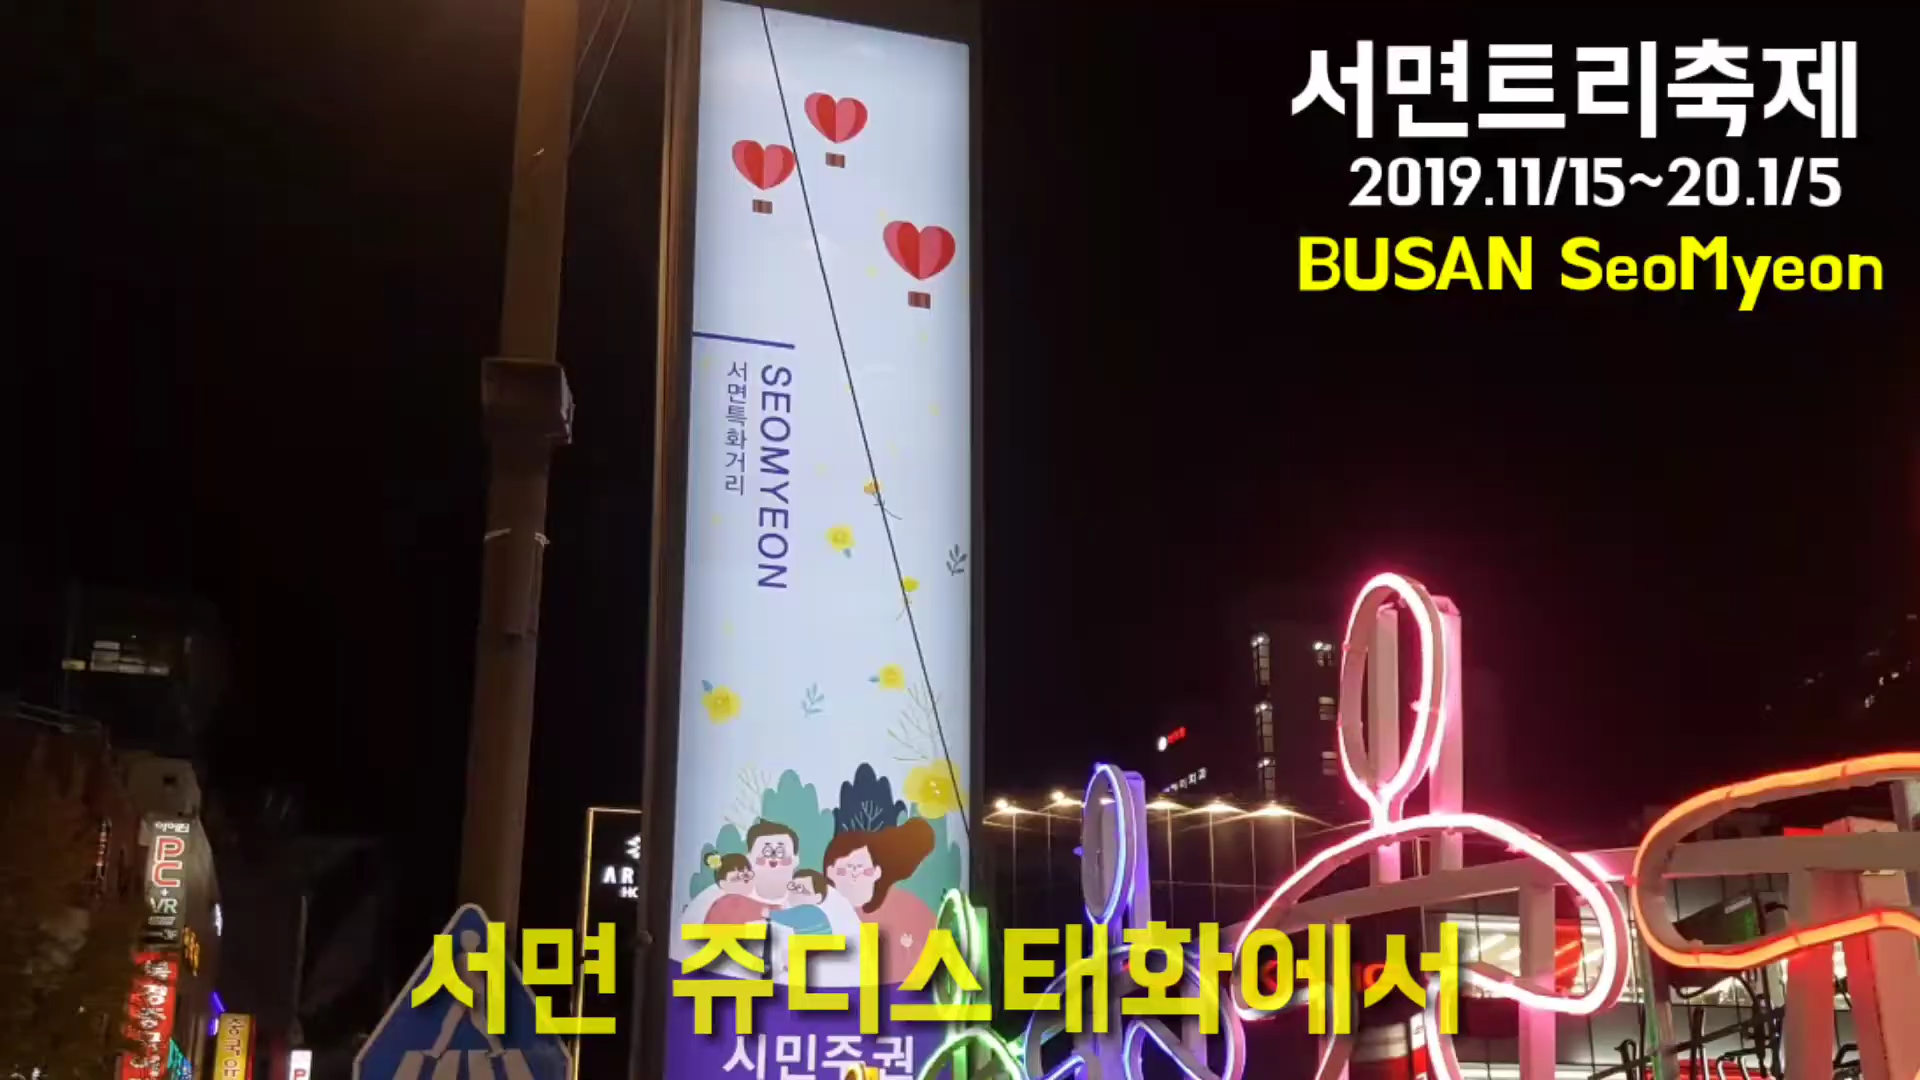 서면트리축제
2019.11/15~20.1/5
BUSAN SeoMyeon
SEOMYEON
서면특화거리
PC
+
VR
서면 쥬디스태화에서
시민주권